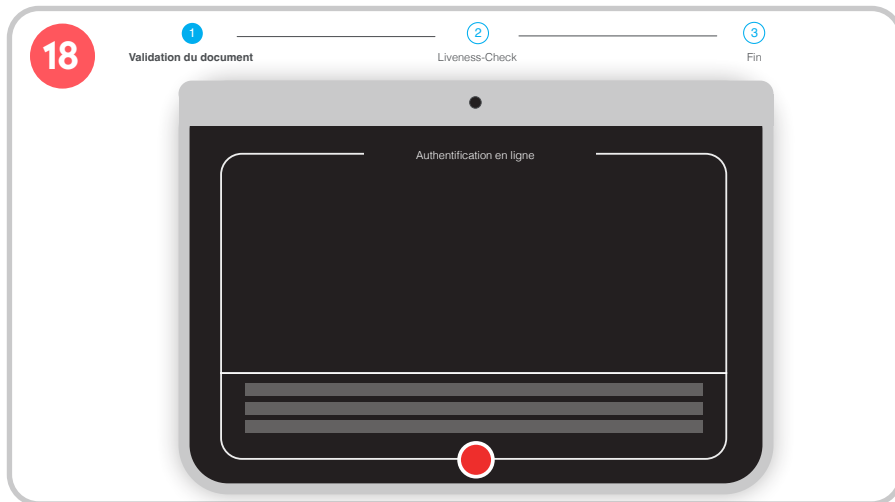 18
1
2
3
Validation du document
Liveness-Check
Fin
Authentification en ligne